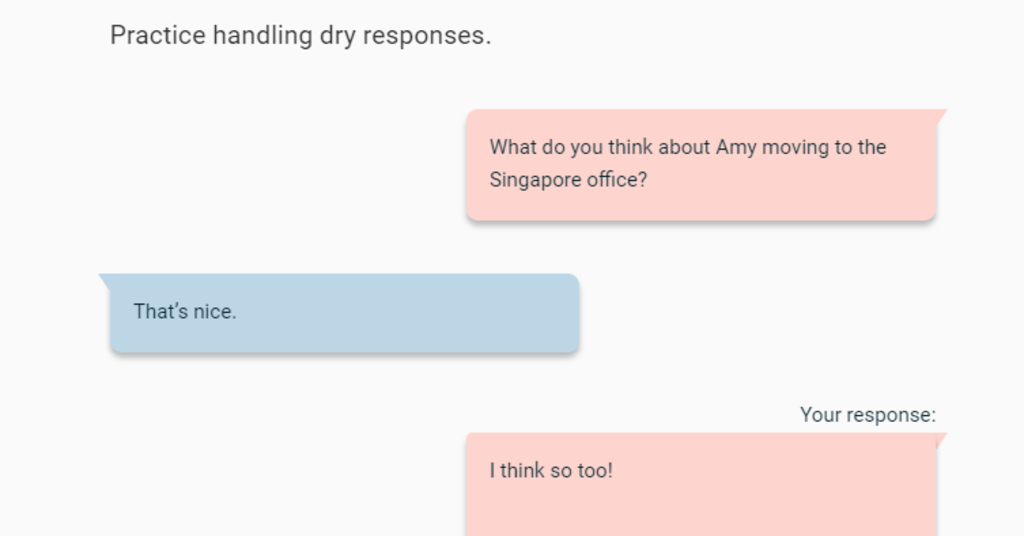 Practice handling dry responses.
What do you think about Amy moving to the
Singapore office?
That's nice.
Your response:
I think so too!